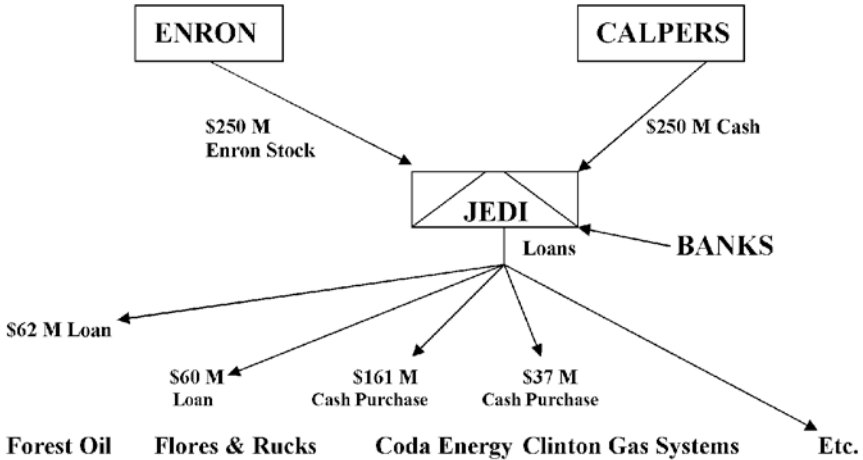 ENRON
CALPERS
$250 M
Enron Stock
$250 M Cash
JEDI
Loans
BANKS
$62 M Loan
$60 M
Loan
$161 M
Cash Purchase
$37 M
Cash Purchase
Forest Oil
Flores & Rucks
Coda Energy
Clinton Gas Systems
Etc.